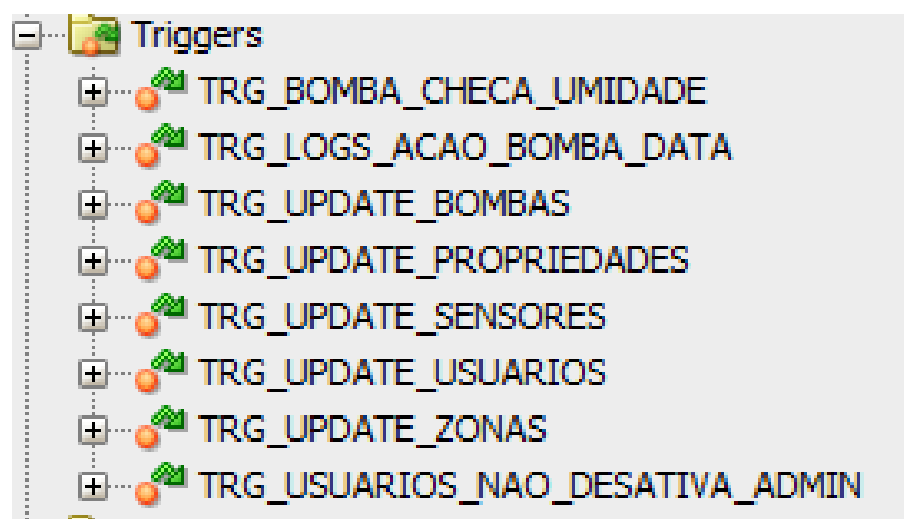 Triggers
TRG_BOMBA_CHECA_UMIDADE
TRG_LOGS_ACAO_BOMBA_DATA
TRG_UPDATE_BOMBAS
TRG_UPDATE_PROPRIEDADES
TRG_UPDATE_SENSORES
TRG_UPDATE_USUARIOS
TRG_UPDATE_ZONAS
TRG_USUARIOS_NAO_DESATIVA_ADMIN